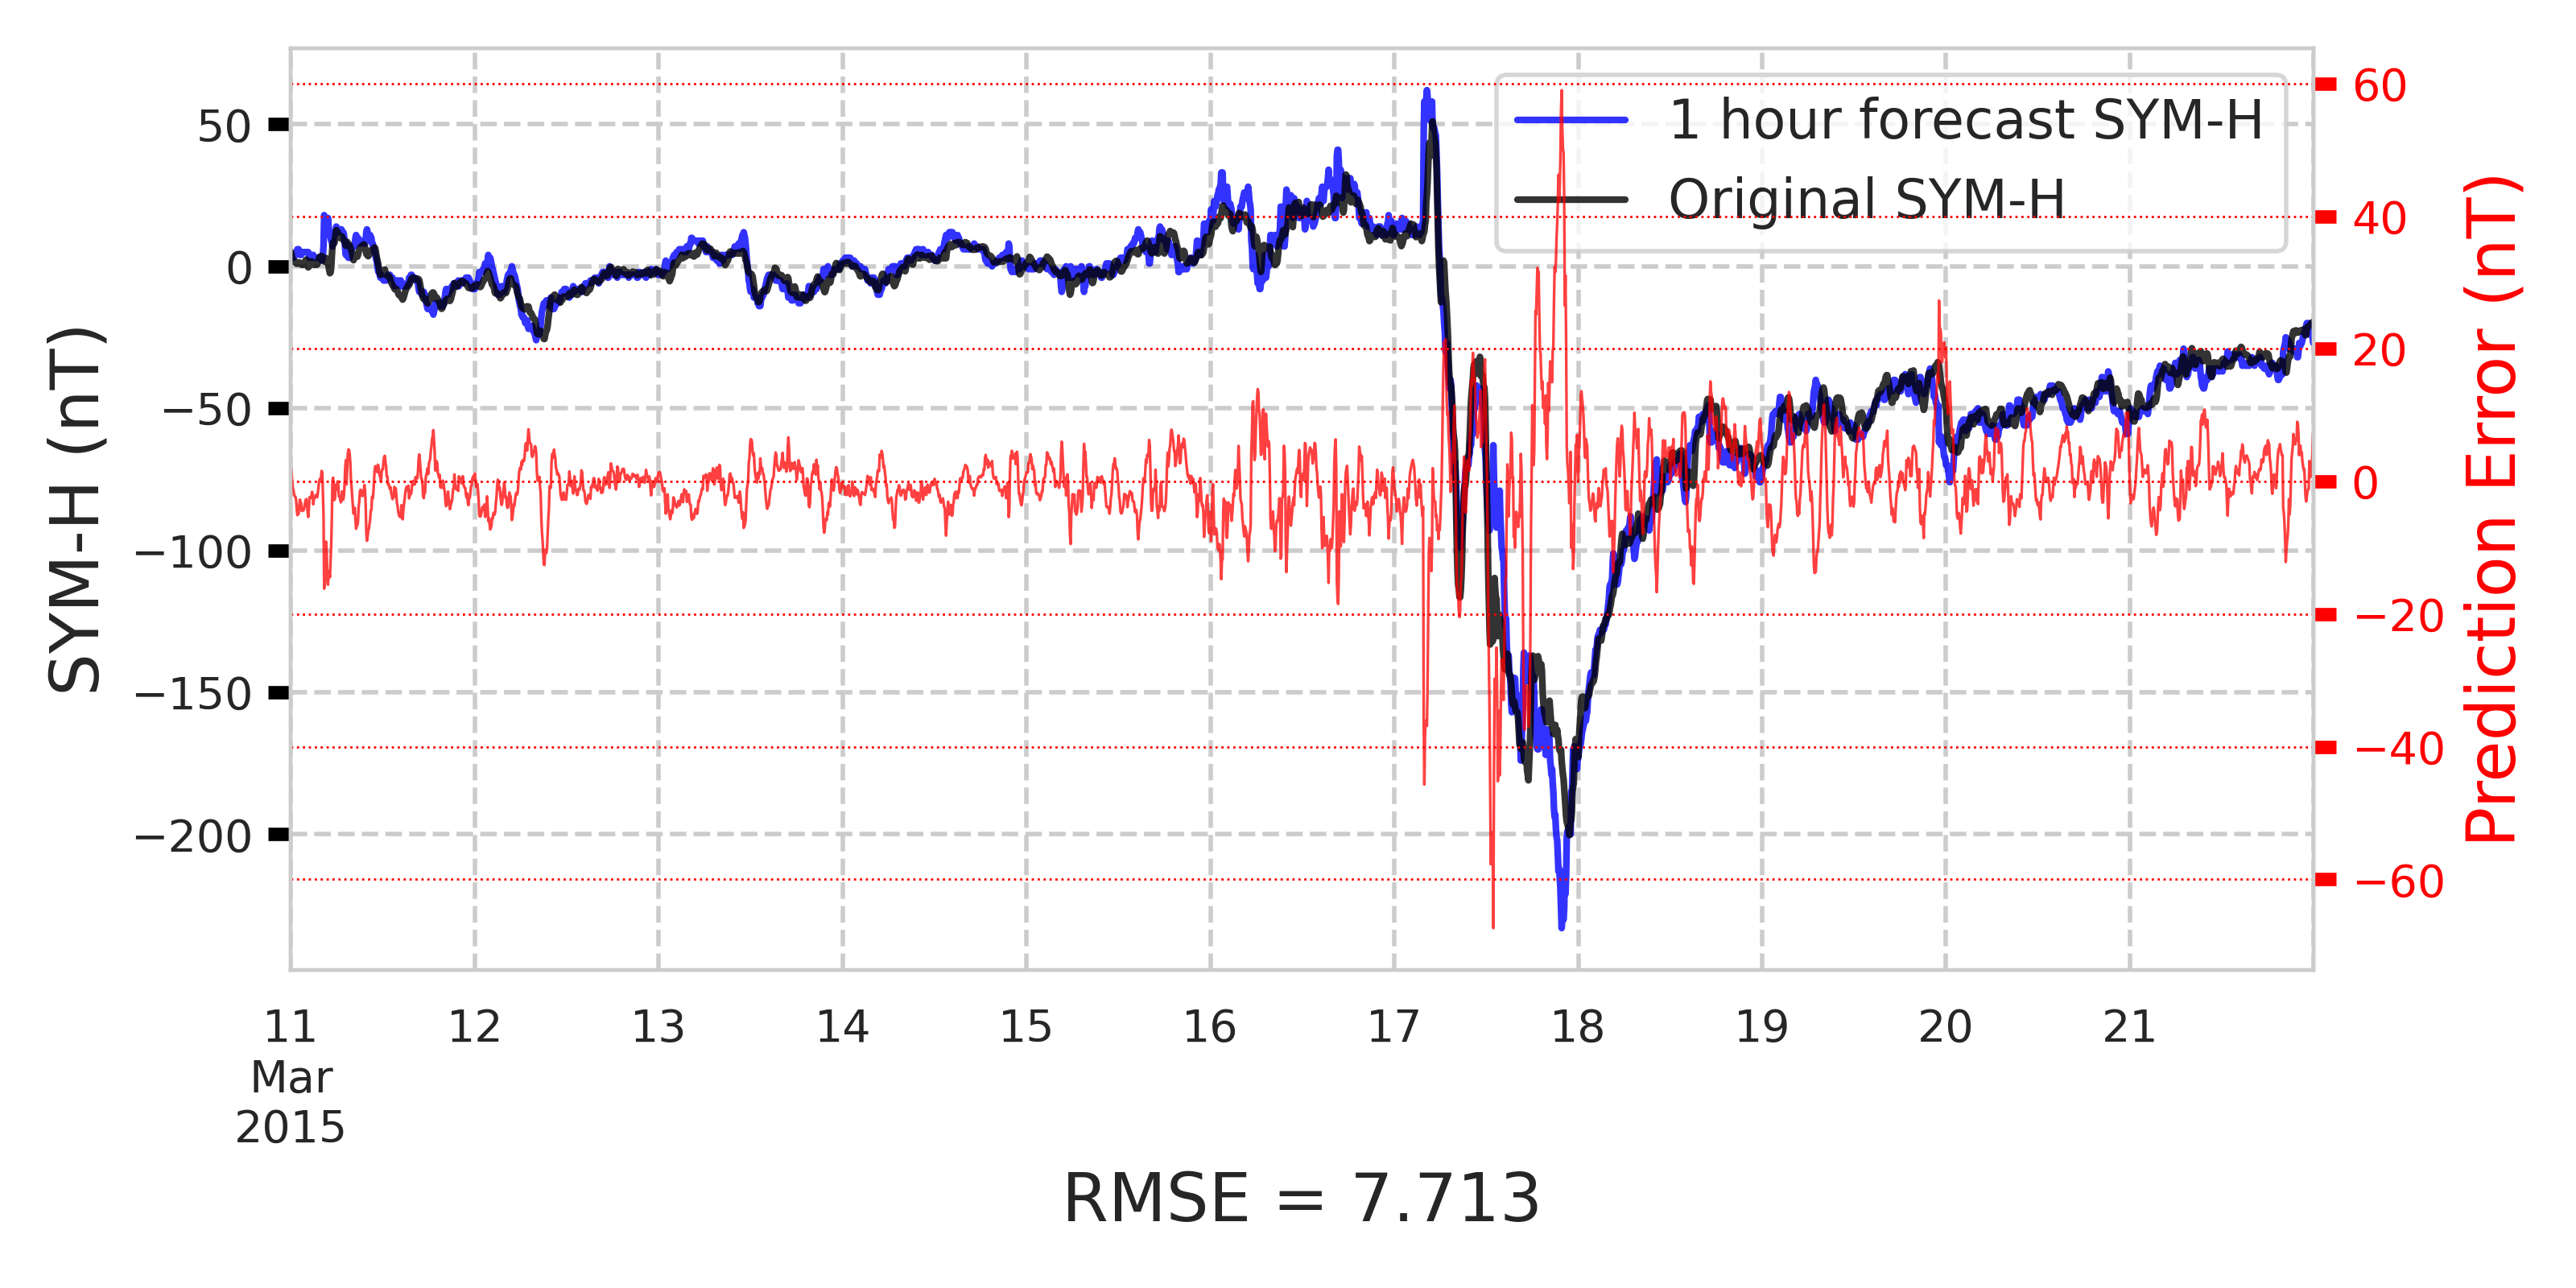 SYM-H (nT)
50
0
−50
−100
−150
−200
1 hour forecast SYM-H
Original SYM-H
60
40
20
0
−20
−40
−60
Prediction Error (nT)
11 12 13 14 15 16 17 18 19 20 21
Mar
2015
RMSE = 7.713